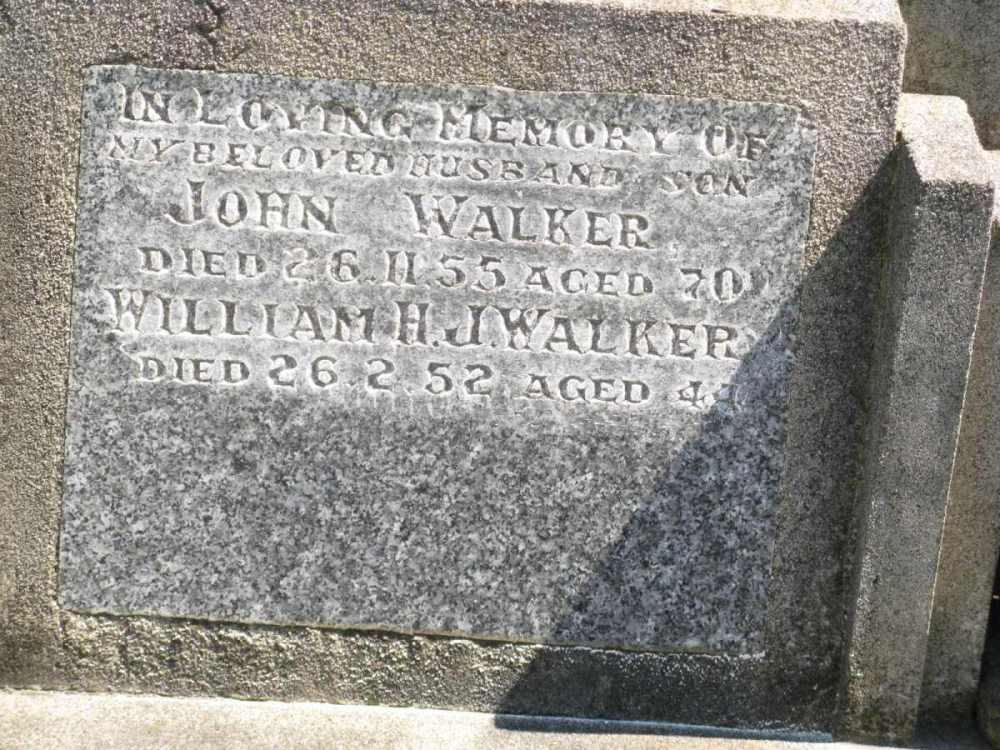 IN LOVING MEMORY OF
MY BELOVED HUSBAND SON
JOHN WALKER
DIED 26.11.55 AGED 70
WILLIAM H.J.WALKER
DIED 26.2.52 AGED